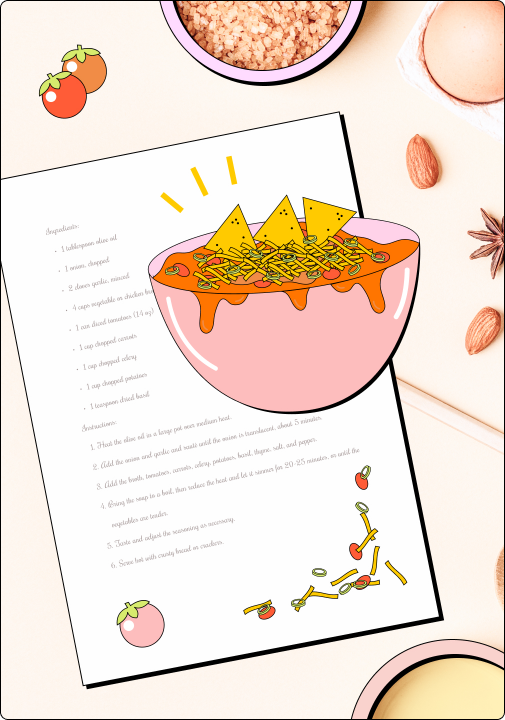 Ingredients:
• 1 tablespoon olive oil
• 1 onion, chopped
• 2 cloves garlic, minced
• 4 cups vegetable or chicken bro
• 1 can diced tomatoes (14 oz)
• 1 cup chopped carrots
• 1 cup chopped celery
• 1 cup chopped potatoes
• 1 teaspoon dried basil
Instructions:
1. Heat the olive oil in a large pot over medium heat.
2. Add the onion and garlic and sauté until the onion is translucent, about 5 minutes.
3. Add the broth, tomatoes, carrots, celery, potatoes, basil, thyme, salt, and pepper.
4. Bring the soup to a boil, then reduce the heat and let it simmer for 20-25 minutes, or until the
vegetables are tender.
5. Taste and adjust the seasoning as necessary.
6. Serve hot with crusty bread or crackers.